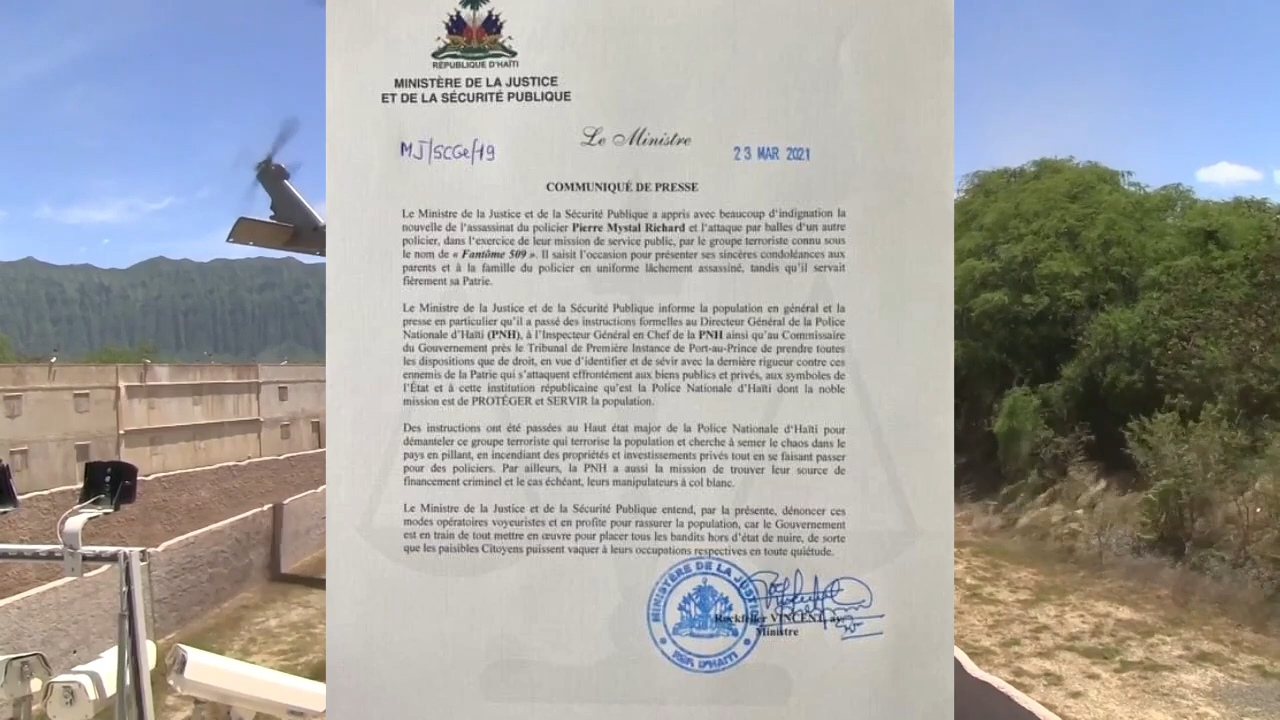 RÉPUBLIQUE D'HAÏTI
MINISTÈRE DE LA JUSTICE
ET DE LA SÉCURITÉ PUBLIQUE
MJ/SCGe/19
Le Ministre
23 MAR 2021
COMMUNIQUÉ DE PRESSE
Le Ministre de la Justice et de la Sécurité Publique a appris avec beaucoup d'indignation la
nouvelle de l'assassinat du policier Pierre Mystal Richard et l'attaque par balles d'un autre
policier, dans l'exercice de leur mission de service public, par le groupe terroriste connu sous
le nom de « Fantôme 509 ». Il saisit l'occasion pour présenter ses sincères condoléances aux
parents et à la famille du policier en uniforme lâchement assassiné, tandis qu'il servait
fièrement sa Patrie.
Le Ministre de la Justice et de la Sécurité Publique informe la population en général et la
presse en particulier qu'il a passé des instructions formelles au Directeur Général de la Police
Nationale d'Haïti (PNH), à l'Inspecteur Général en Chef de la PNH ainsi qu'au Commissaire
du Gouvernement près le Tribunal de Première Instance de Port-au-Prince de prendre toutes
les dispositions que de droit, en vue d'identifier et de sévir avec la dernière rigueur contre ces
ennemis de la Patrie qui s'attaquent effrontément aux biens publics et privés, aux symboles de
l'État et à cette institution républicaine qu'est la Police Nationale d'Haïti dont la noble
mission est de PROTÉGER et SERVIR la population.
Des instructions ont été passées au Haut état major de la Police Nationale d'Haïti pour
démanteler ce groupe terroriste qui terrorise la population et cherche à semer le chaos dans le
pays en pillant, en incendiant des propriétés et investissements privés tout en se faisant passer
pour des policiers. Par ailleurs, la PNH a aussi la mission de trouver leur source de
financement criminel et le cas échéant, leurs manipulateurs à col blanc.
Le Ministre de la Justice et de la Sécurité Publique entend, par la présente, dénoncer ces
modes opératoires voyeuristes et en profite pour rassurer la population, car le Gouvernement
est en train de tout mettre en œuvre pour placer tous les bandits hors d'état de nuire, de sorte
que les paisibles Citoyens puissent vaquer à leurs occupations respectives en toute quiétude.
MINISTÈRE DE LA JUSTICE
RÉP. D'HAÏTI
Rockfeller VINCENT, av.
Ministre